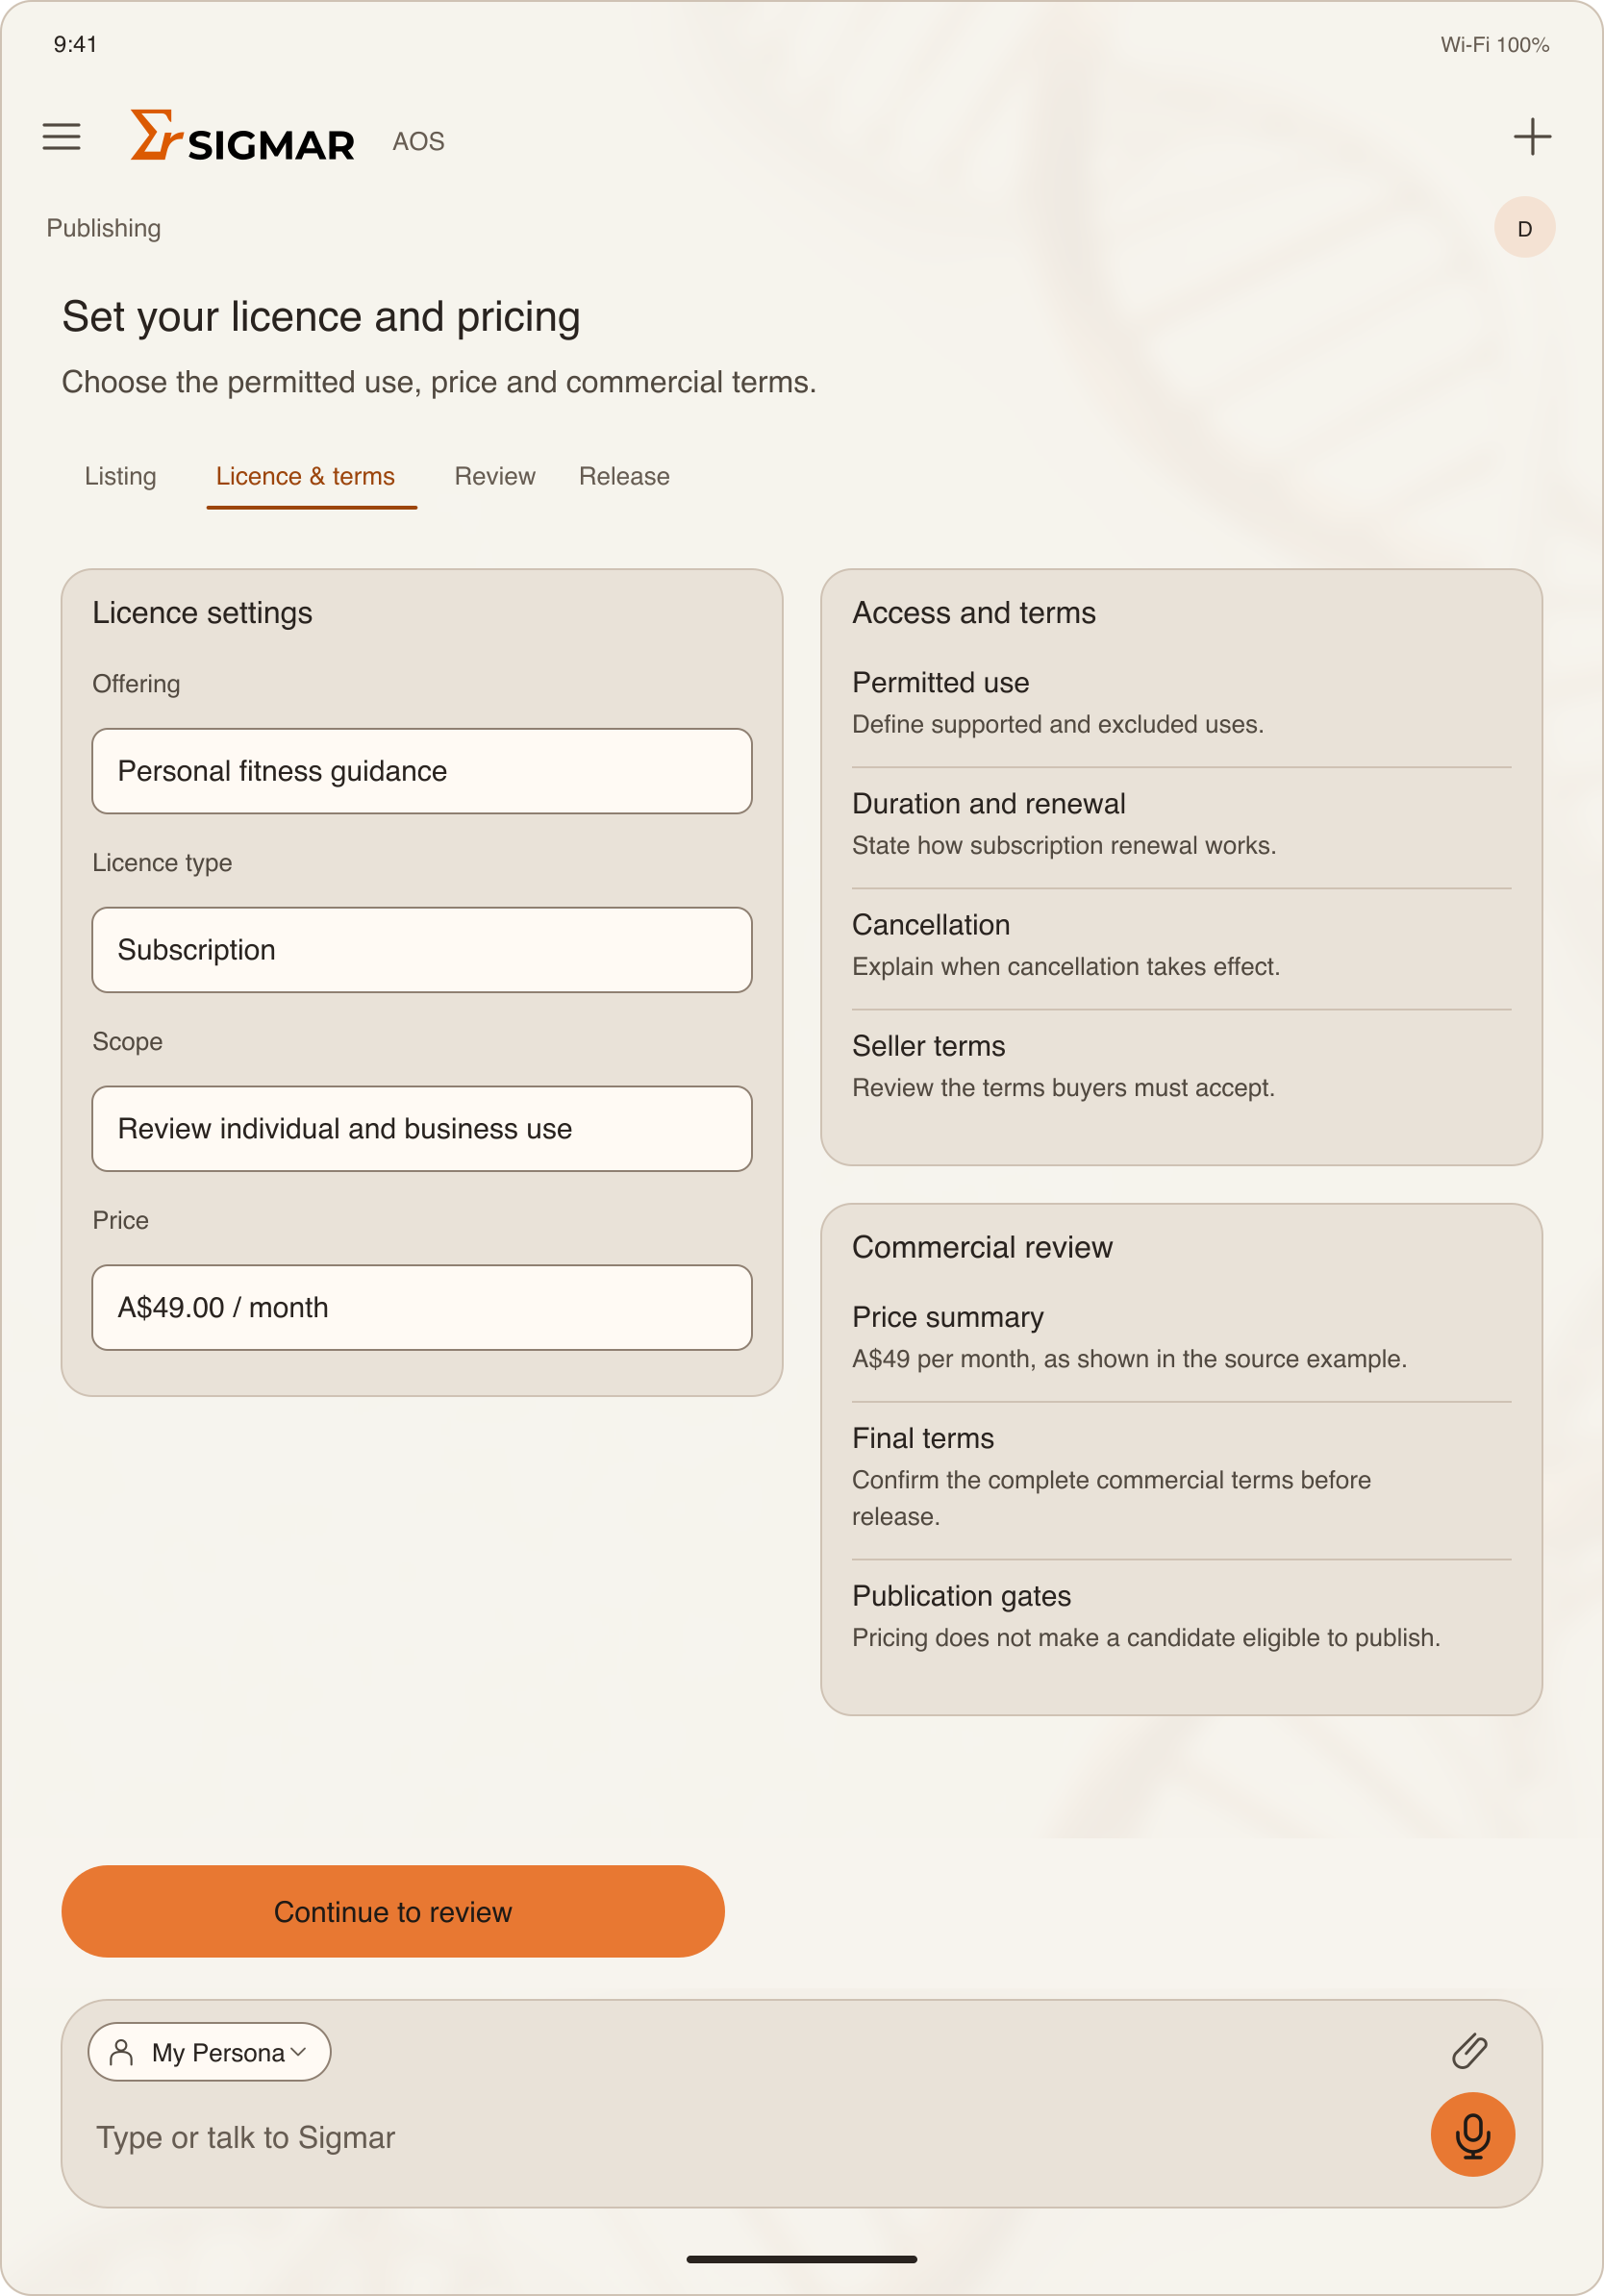 9:41
Wi-Fi 100%
Σr SIGMAR AOS
Publishing
D
Set your licence and pricing
Choose the permitted use, price and commercial terms.
Listing
Licence & terms
Review
Release
Licence settings
Offering
Personal fitness guidance
Licence type
Subscription
Scope
Review individual and business use
Price
A$49.00 / month
Access and terms
Permitted use
Define supported and excluded uses.
Duration and renewal
State how subscription renewal works.
Cancellation
Explain when cancellation takes effect.
Seller terms
Review the terms buyers must accept.
Commercial review
Price summary
A$49 per month, as shown in the source example.
Final terms
Confirm the complete commercial terms before
release.
Publication gates
Pricing does not make a candidate eligible to publish.
Continue to review
My Persona
Type or talk to Sigmar